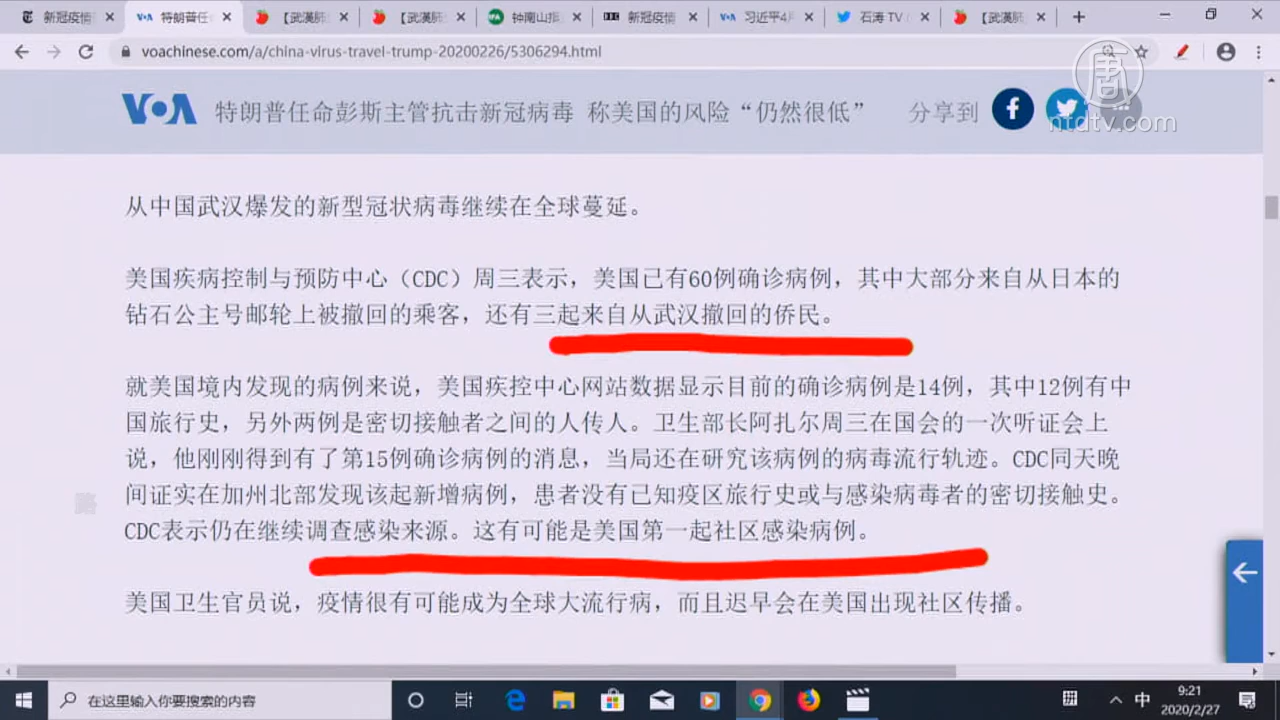 新冠疫情
特朗普任
【武漢肺
【武漢肺
钟南山指
新冠疫情
习近平4月
石涛 TV
【武漢肺
voachinese.com/a/china-virus-travel-trump-20200226/5306294.html
VOA 特朗普任命彭斯主管抗击新冠病毒 称美国的风险“仍然很低” 分享到
唐
ntdtv.com
从中国武汉爆发的新型冠状病毒继续在全球蔓延。
美国疾病控制与预防中心（CDC）周三表示，美国已有60例确诊病例，其中大部分来自从日本的
钻石公主号邮轮上被撤回的乘客，还有三起来自从武汉撤回的侨民。
就美国境内发现的病例来说，美国疾控中心网站数据显示目前的确诊病例是14例，其中12例有中
国旅行史，另外两例是密切接触者之间的人传人。卫生部长阿扎尔周三在国会的一次听证会上
说，他刚刚得到有了第15例确诊病例的消息，当局还在研究该病例的病毒流行轨迹。CDC同天晚
间证实在加州北部发现该起新增病例，患者没有已知疫区旅行史或与感染病毒者的密切接触史。
CDC表示仍在继续调查感染来源。这有可能是美国第一起社区感染病例。
美国卫生官员说，疫情很有可能成为全球大流行病，而且迟早会在美国出现社区传播。
在这里输入你要搜索的内容
中
9:21
2020/2/27